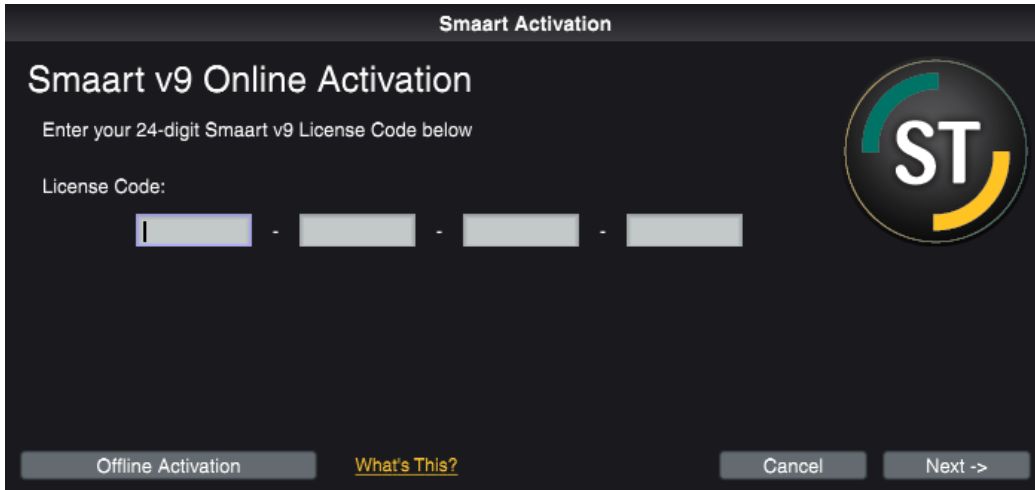 Smaart Activation
Smaart v9 Online Activation
Enter your 24-digit Smaart v9 License Code below
ST
License Code:
- - -
Offline Activation What's This? Cancel Next ->